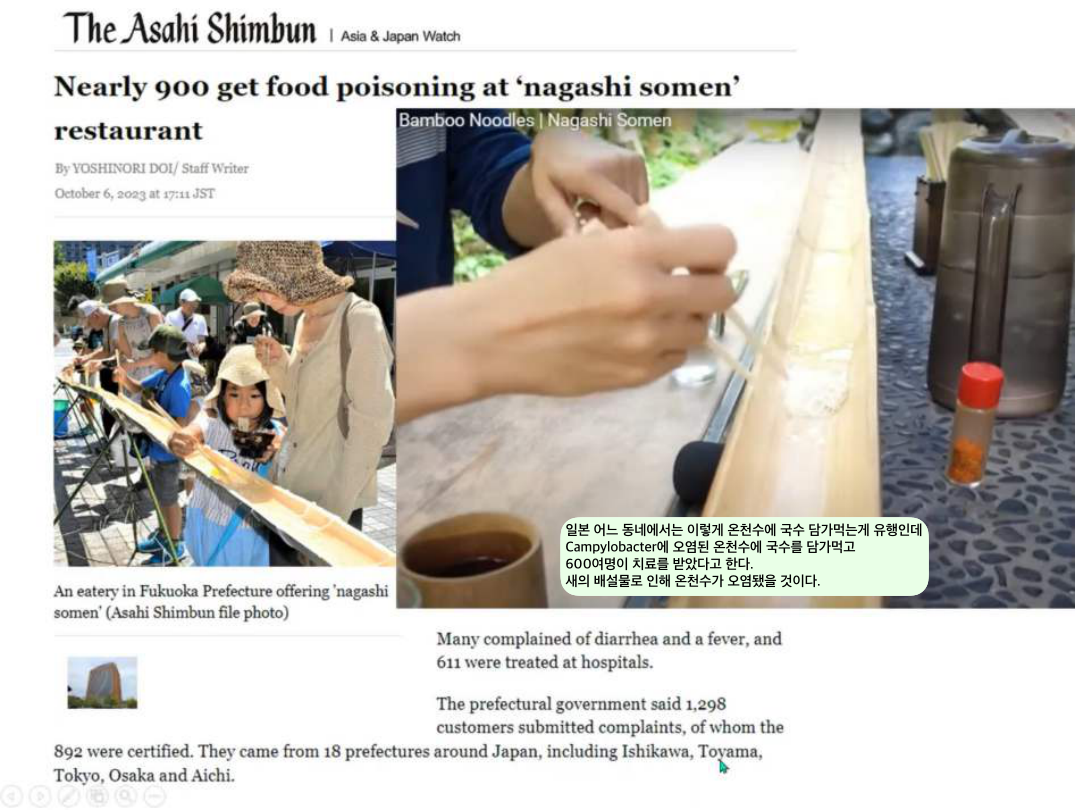 The Asahi Shimbun | Asia & Japan Watch
Nearly 900 get food poisoning at ‘nagashi somen’
restaurant
By YOSHINORI DOI/ Staff Writer
October 6, 2023 at 17:11 JST
Bamboo Noodles | Nagashi Somen
일본 어느 동네에서는 이렇게 온천수에 국수 담가먹는게 유행인데
Campylobacter에 오염된 온천수에 국수를 담가먹고
600여명이 치료를 받았다고 한다.
새의 배설물로 인해 온천수가 오염됐을 것이다.
An eatery in Fukuoka Prefecture offering 'nagashi
somen' (Asahi Shimbun file photo)
Many complained of diarrhea and a fever, and
611 were treated at hospitals.
The prefectural government said 1,298
customers submitted complaints, of whom the
892 were certified. They came from 18 prefectures around Japan, including Ishikawa, Toyama,
Tokyo, Osaka and Aichi.